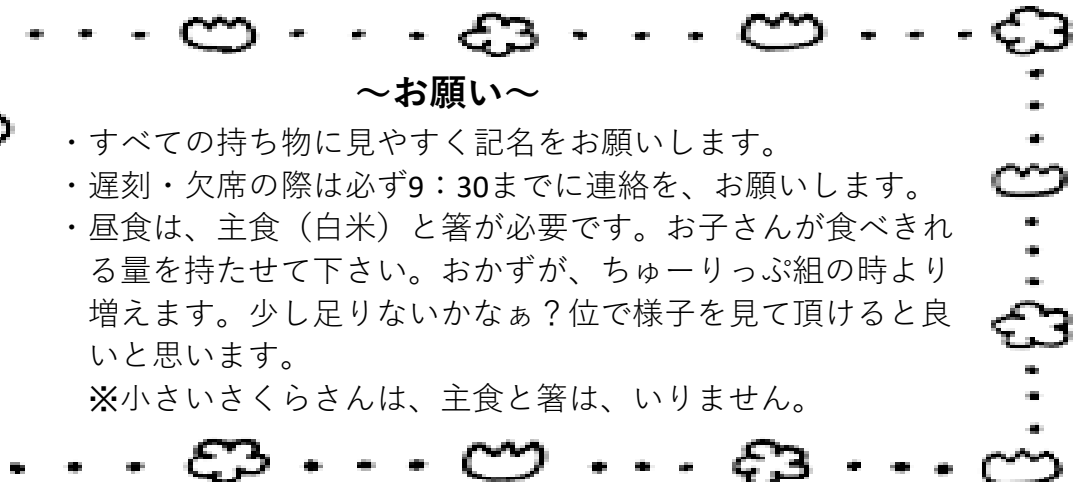 ～お願い～
・すべての持ち物に見やすく記名をお願いします。
・遅刻・欠席の際は必ず9：30までに連絡を、お願いします。
・昼食は、主食（白米）と箸が必要です。お子さんが食べきれ
る量を持たせて下さい。おかずが、ちゅーりっぷ組の時より
増えます。少し足りないかなぁ？位で様子を見て頂けると良
いと思います。
※小さいさくらさんは、主食と箸は、いりません。